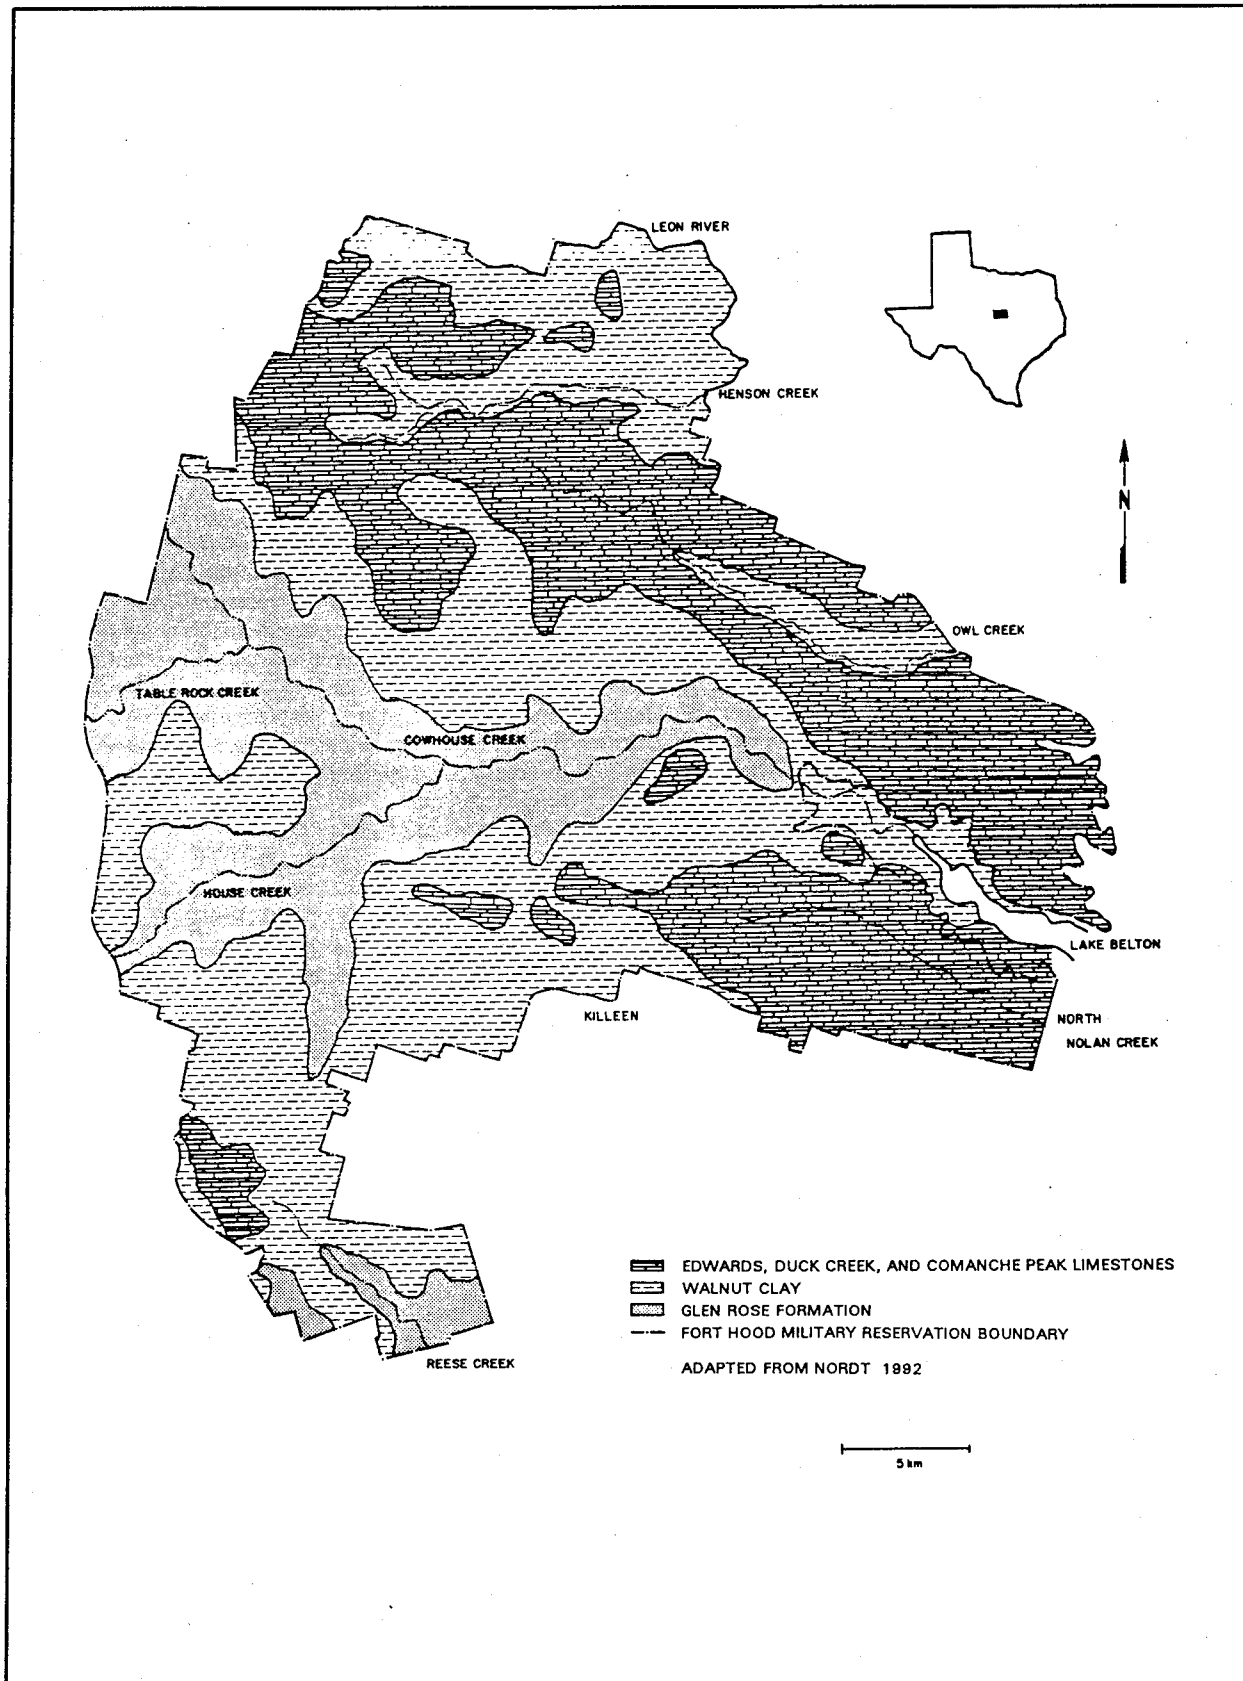 LEON RIVER
HENSON CREEK
N
OWL CREEK
TABLE ROCK CREEK
COWHOUSE CREEK
HOUSE CREEK
LAKE BELTON
KILLEEN
NORTH
NOLAN CREEK
EDWARDS, DUCK CREEK, AND COMANCHE PEAK LIMESTONES
WALNUT CLAY
GLEN ROSE FORMATION
FORT HOOD MILITARY RESERVATION BOUNDARY
REESE CREEK
ADAPTED FROM NORDT 1992
5 km